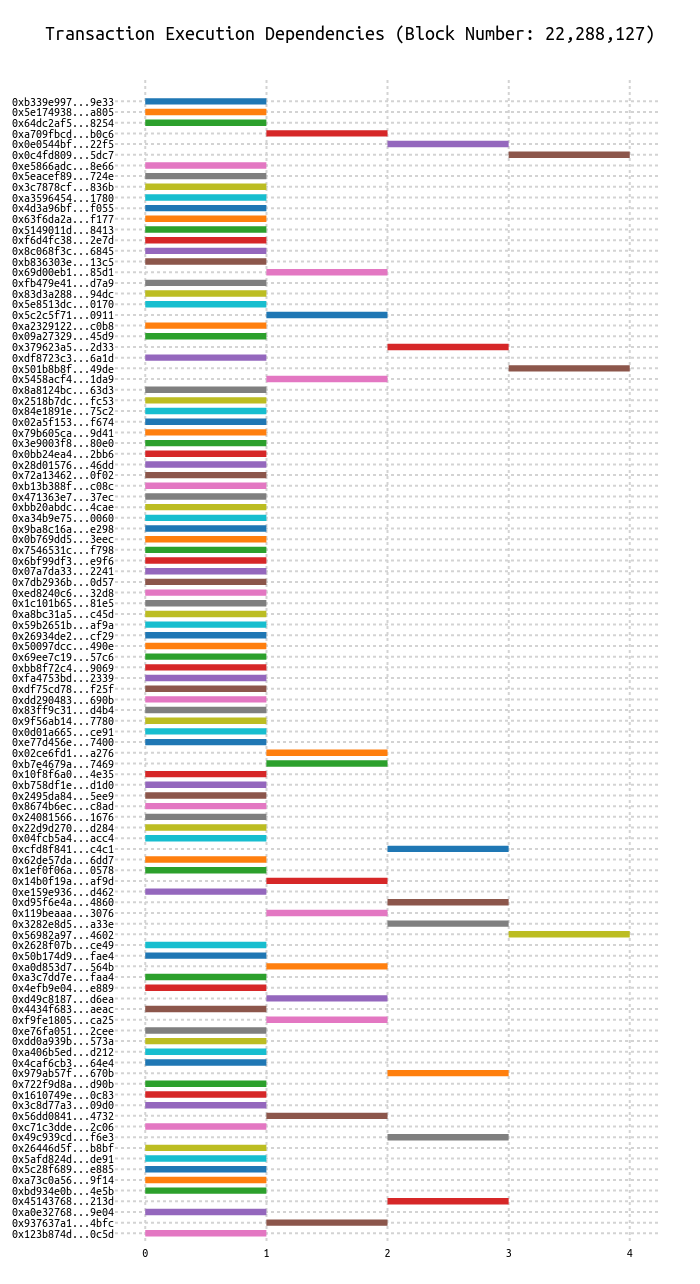 Transaction Execution Dependencies (Block Number: 22,288,127)
0xb339e997...9e33
0x5e174938...a805
0x64dc2af5...8254
0xa709fbcd...b0c6
0x0e0544bf...22f5
0x0c4fd809...5dc7
0xe5866adc...8e66
0x5eacef89...724e
0x3c7878cf...836b
0xa3596454...1780
0x4d3a96bf...f055
0x63f6da2a...f177
0x5149011d...8413
0xf6d4fc38...2e7d
0x8c068f3c...6845
0xb836303e...13c5
0x69d00eb1...85d1
0xfb479e41...d7a9
0x83d3a288...94dc
0x5e8513dc...0170
0x5c2c5f71...0911
0xa2329122...c0b8
0x09a27329...45d9
0x379623a5...2d33
0xdf8723c3...6a1d
0x501b8b8f...49de
0x5458acf4...1da9
0x8a8124bc...63d3
0x2518b7dc...fc53
0x84e1891e...75c2
0x02a5f153...f674
0x79b605ca...9d41
0x3e9003f8...80e0
0x0bb24ea4...2bb6
0x28d01576...46dd
0x72a13462...0f02
0xb13b388f...c08c
0x471363e7...37ec
0xbb20abdc...4cae
0xa34b9e75...0060
0x9ba8c16a...e298
0x0b769dd5...3eec
0x7546531c...f798
0x6bf99df3...e9f6
0x07a7da33...2241
0x7db2936b...0d57
0xed8240c6...32d8
0x1c101b65...81e5
0xa8bc31a5...c45d
0x59b2651b...af9a
0x26934de2...cf29
0x50097dcc...490e
0x69ee7c19...57c6
0xbb8f72c4...9069
0xfa4753bd...2339
0xdf75cd78...f25f
0xdd290483...690b
0x83ff9c31...d4b4
0x9f56ab14...7780
0x0d01a665...ce91
0xe77d456e...7400
0x02ce6fd1...a276
0xb7e4679a...7469
0x10f8f6a0...4e35
0xb758df1e...d1d0
0x2495da84...5ee9
0x8674b6ec...c8ad
0x24081566...1676
0x22d9d270...d284
0x04fcb5a4...acc4
0xcfd8f841...c4c1
0x62de57da...6dd7
0x1ef0f06a...0578
0x14b0f19a...af9d
0xe159e936...d462
0xd95f6e4a...4860
0x119beaaa...3076
0x3282e8d5...a33e
0x56982a97...4602
0x2628f07b...ce49
0x50b174d9...fae4
0xa0d853d7...564b
0xa3c7dd7e...faa4
0x4efb9e04...e889
0xd49c8187...d6ea
0x4434f683...aeac
0xf9fe1805...ca25
0xe76fa051...2cee
0xdd0a939b...573a
0xa406b5ed...d212
0x4caf6cb3...64e4
0x979ab57f...670b
0x722f9d8a...d90b
0x1610749e...0c83
0x3c8d77a3...09d0
0x56dd0841...4732
0xc71c3dde...2c06
0x49c939cd...f6e3
0x26446d5f...b8bf
0x5afd824d...de91
0x5c28f689...e885
0xa73c0a56...9f14
0xbd934e0b...4e5b
0x45143768...213d
0xa0e32768...9e04
0x937637a1...4bfc
0x123b874d...0c5d
0 1 2 3 4